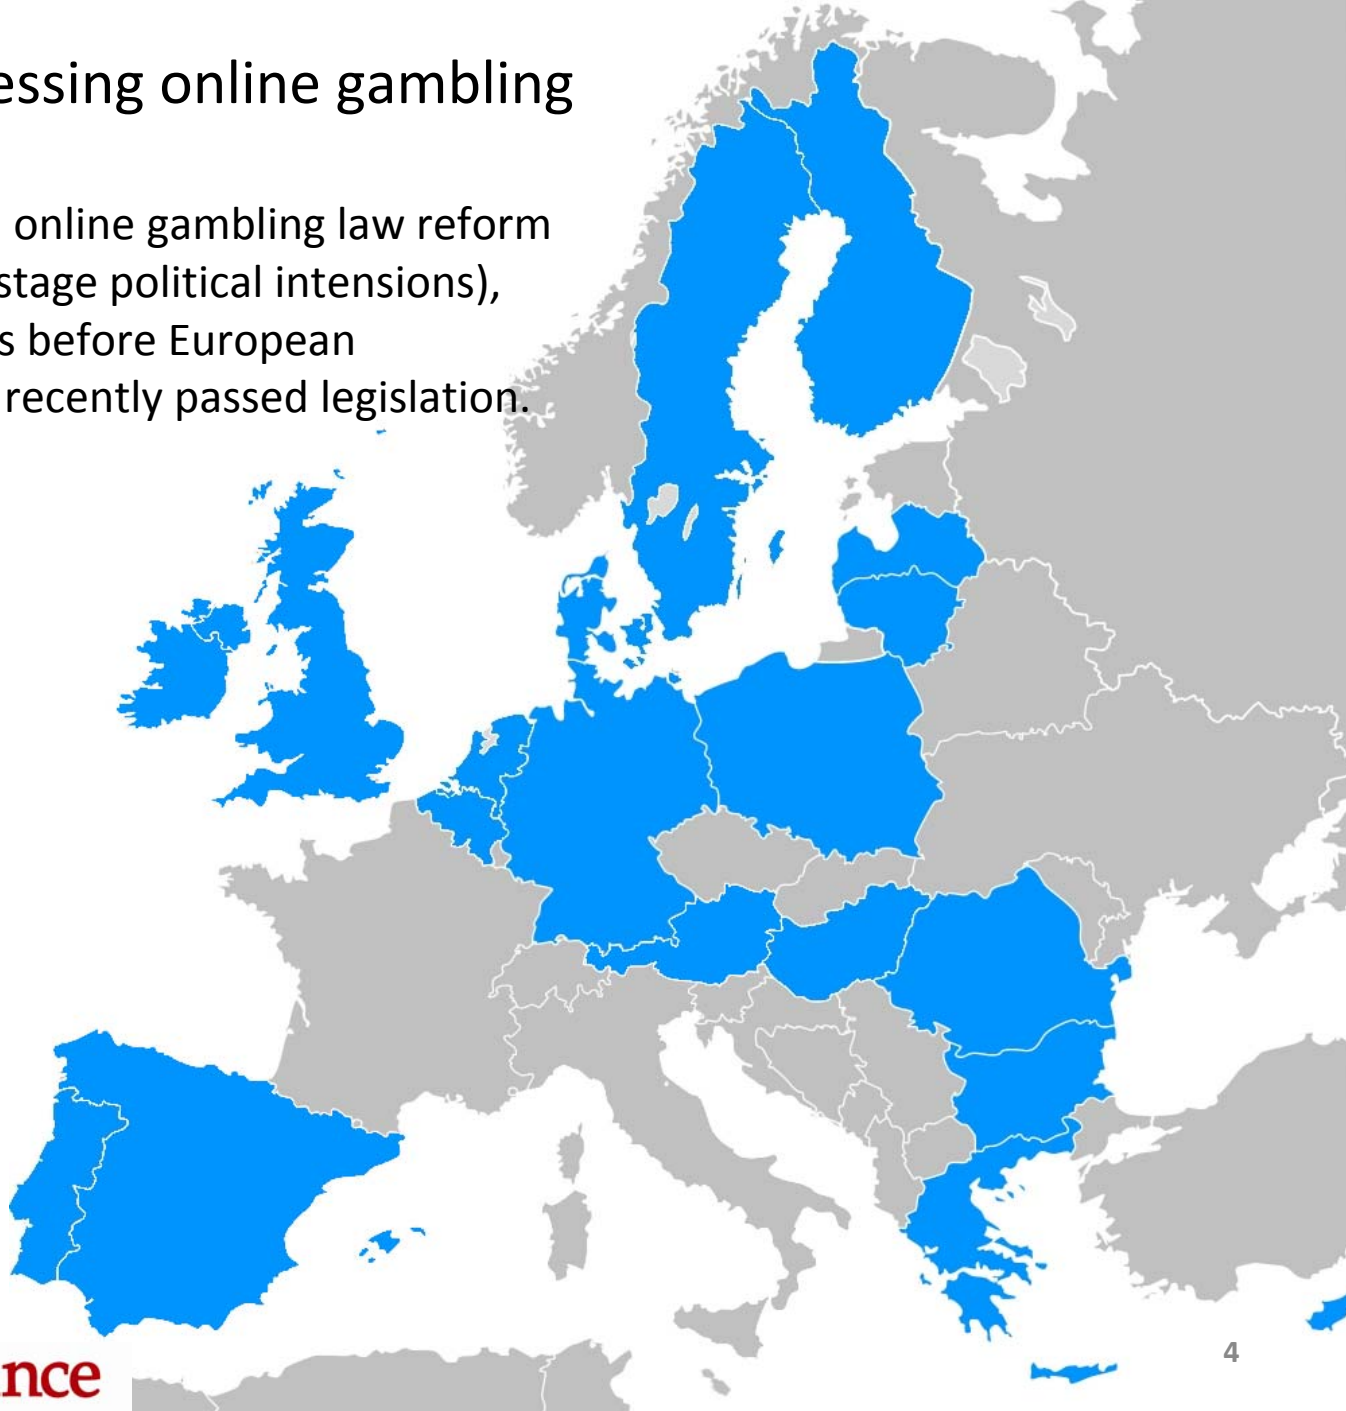 essing online gambling
online gambling law reform
stage political intensions),
s before European
recently passed legislation.
nce
4